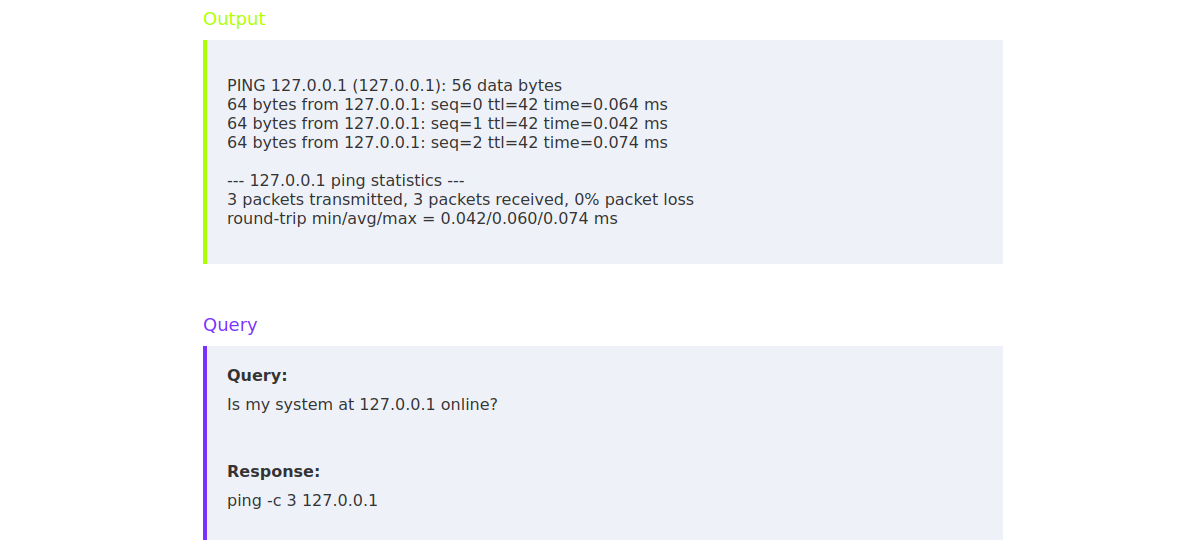 Output
PING 127.0.0.1 (127.0.0.1): 56 data bytes
64 bytes from 127.0.0.1: seq=0 ttl=42 time=0.064 ms
64 bytes from 127.0.0.1: seq=1 ttl=42 time=0.042 ms
64 bytes from 127.0.0.1: seq=2 ttl=42 time=0.074 ms
--- 127.0.0.1 ping statistics ---
3 packets transmitted, 3 packets received, 0% packet loss
round-trip min/avg/max = 0.042/0.060/0.074 ms
Query
Query:
Is my system at 127.0.0.1 online?
Response:
ping -c 3 127.0.0.1